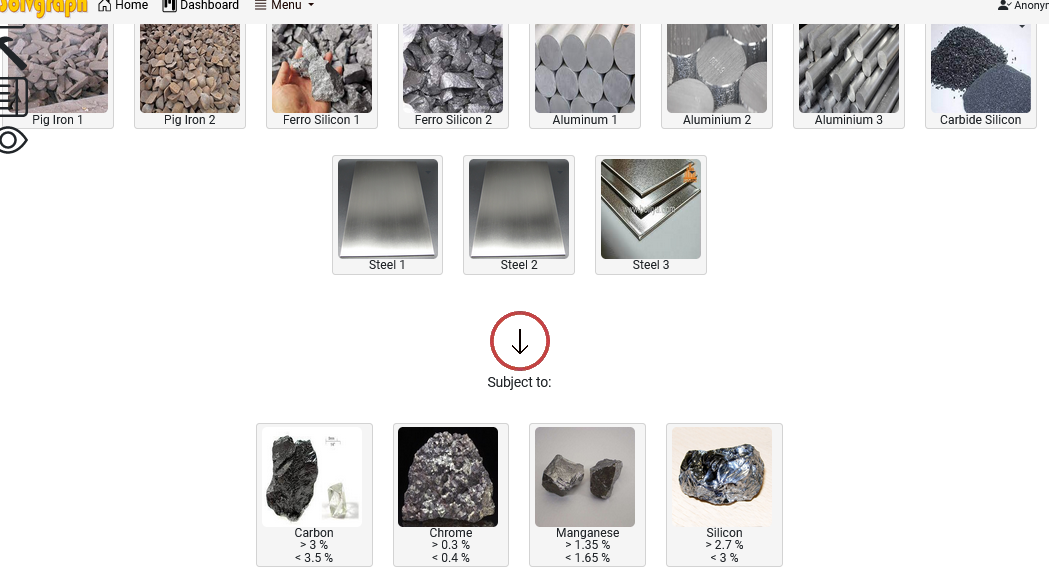 Solvgraph
Home
Dashboard
Menu
Anonym
Pig Iron 1
Pig Iron 2
Ferro Silicon 1
Ferro Silicon 2
Aluminum 1
Aluminium 2
Aluminium 3
Carbide Silicon
Steel 1
Steel 2
Steel 3
Subject to:
Carbon
> 3 %
< 3.5 %
Chrome
> 0.3 %
< 0.4 %
Manganese
> 1.35 %
< 1.65 %
Silicon
> 2.7 %
< 3 %